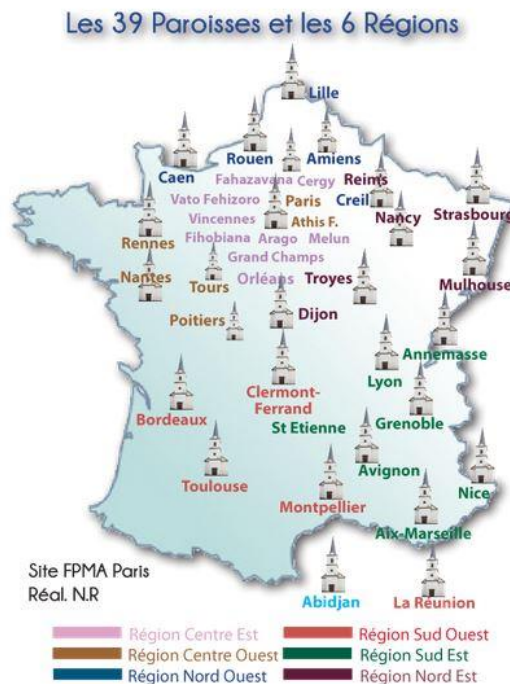 Les 39 Paroisses et les 6 Régions
Lille
Caen
Rouen
Amiens
Fahazavana Cergy
Reims
Vato Fehizoro
Paris
Creil
Strasbourg
Vincennes
Athis F.
Nancy
Rennes
Fihobiana Arago Melun
Grand Champs
Nantes
Tours
Orléans
Troyes
Mulhouse
Poitiers
Dijon
Annemasse
Lyon
Clermont-
Ferrand
Bordeaux
Grenoble
St Etienne
Toulouse
Avignon
Nice
Montpellier
Aix-Marseille
Site FPMA Paris
Réal. N.R
Abidjan
La Réunion
Région Centre Est
Région Sud Ouest
Région Centre Ouest
Région Sud Est
Région Nord Ouest
Région Nord Est